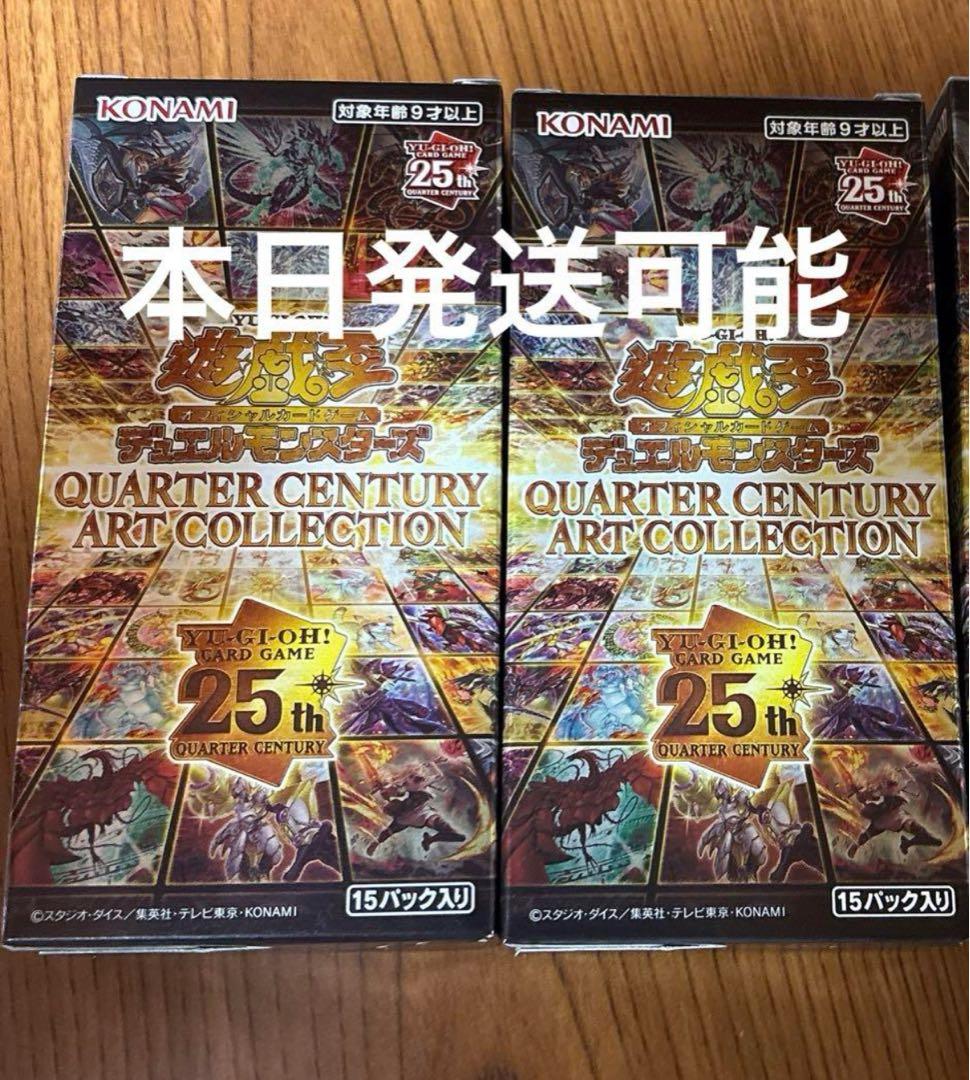 KONAMI
対象年齢9才以上
YU-GI-OH!
CARD GAME
25th
QUARTER CENTURY
本日発送可能
遊戯王
オフィシャルカードゲーム
デュエルモンスターズ
QUARTER CENTURY
ART COLLECTION
YU-GI-OH!
CARD GAME
25th
QUARTER CENTURY
©スタジオ・ダイス/集英社・テレビ東京・KONAMI
15パック入り
KONAMI
対象年齢9才以上
YU-GI-OH!
CARD GAME
25th
QUARTER CENTURY
遊戯王
オフィシャルカードゲーム
デュエルモンスターズ
QUARTER CENTURY
ART COLLECTION
YU-GI-OH!
CARD GAME
25th
QUARTER CENTURY
©スタジオ・ダイス/集英社・テレビ東京・KONAMI
15パック入り